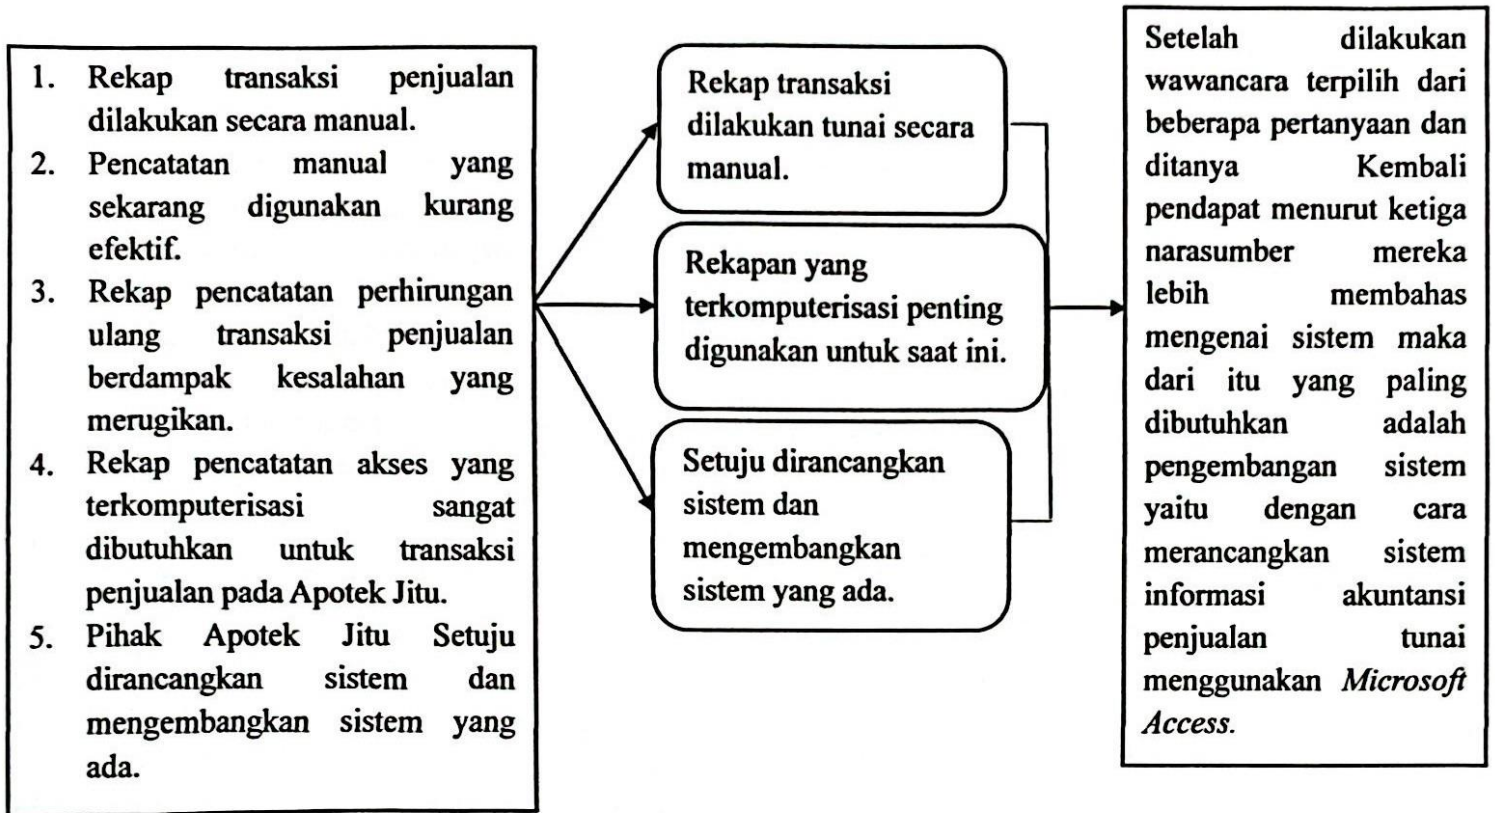 1. Rekap transaksi penjualan
dilakukan secara manual.
2. Pencatatan manual yang
sekarang digunakan kurang
efektif.
3. Rekap pencatatan perhirungan
ulang transaksi penjualan
berdampak kesalahan yang
merugikan.
4. Rekap pencatatan akses yang
terkomputerisasi sangat
dibutuhkan untuk transaksi
penjualan pada Apotek Jitu.
5. Pihak Apotek Jitu Setuju
dirancangkan sistem dan
mengembangkan sistem yang
ada.
Rekap transaksi
dilakukan tunai secara
manual.
Rekapan yang
terkomputerisasi penting
digunakan untuk saat ini.
Setuju dirancangkan
sistem dan
mengembangkan
sistem yang ada.
Setelah dilakukan
wawancara terpilih dari
beberapa pertanyaan dan
ditanya Kembali
pendapat menurut ketiga
narasumber mereka
lebih membahas
mengenai sistem maka
dari itu yang paling
dibutuhkan adalah
pengembangan sistem
yaitu dengan cara
merancangkan sistem
informasi akuntansi
penjualan tunai
menggunakan Microsoft
Access.